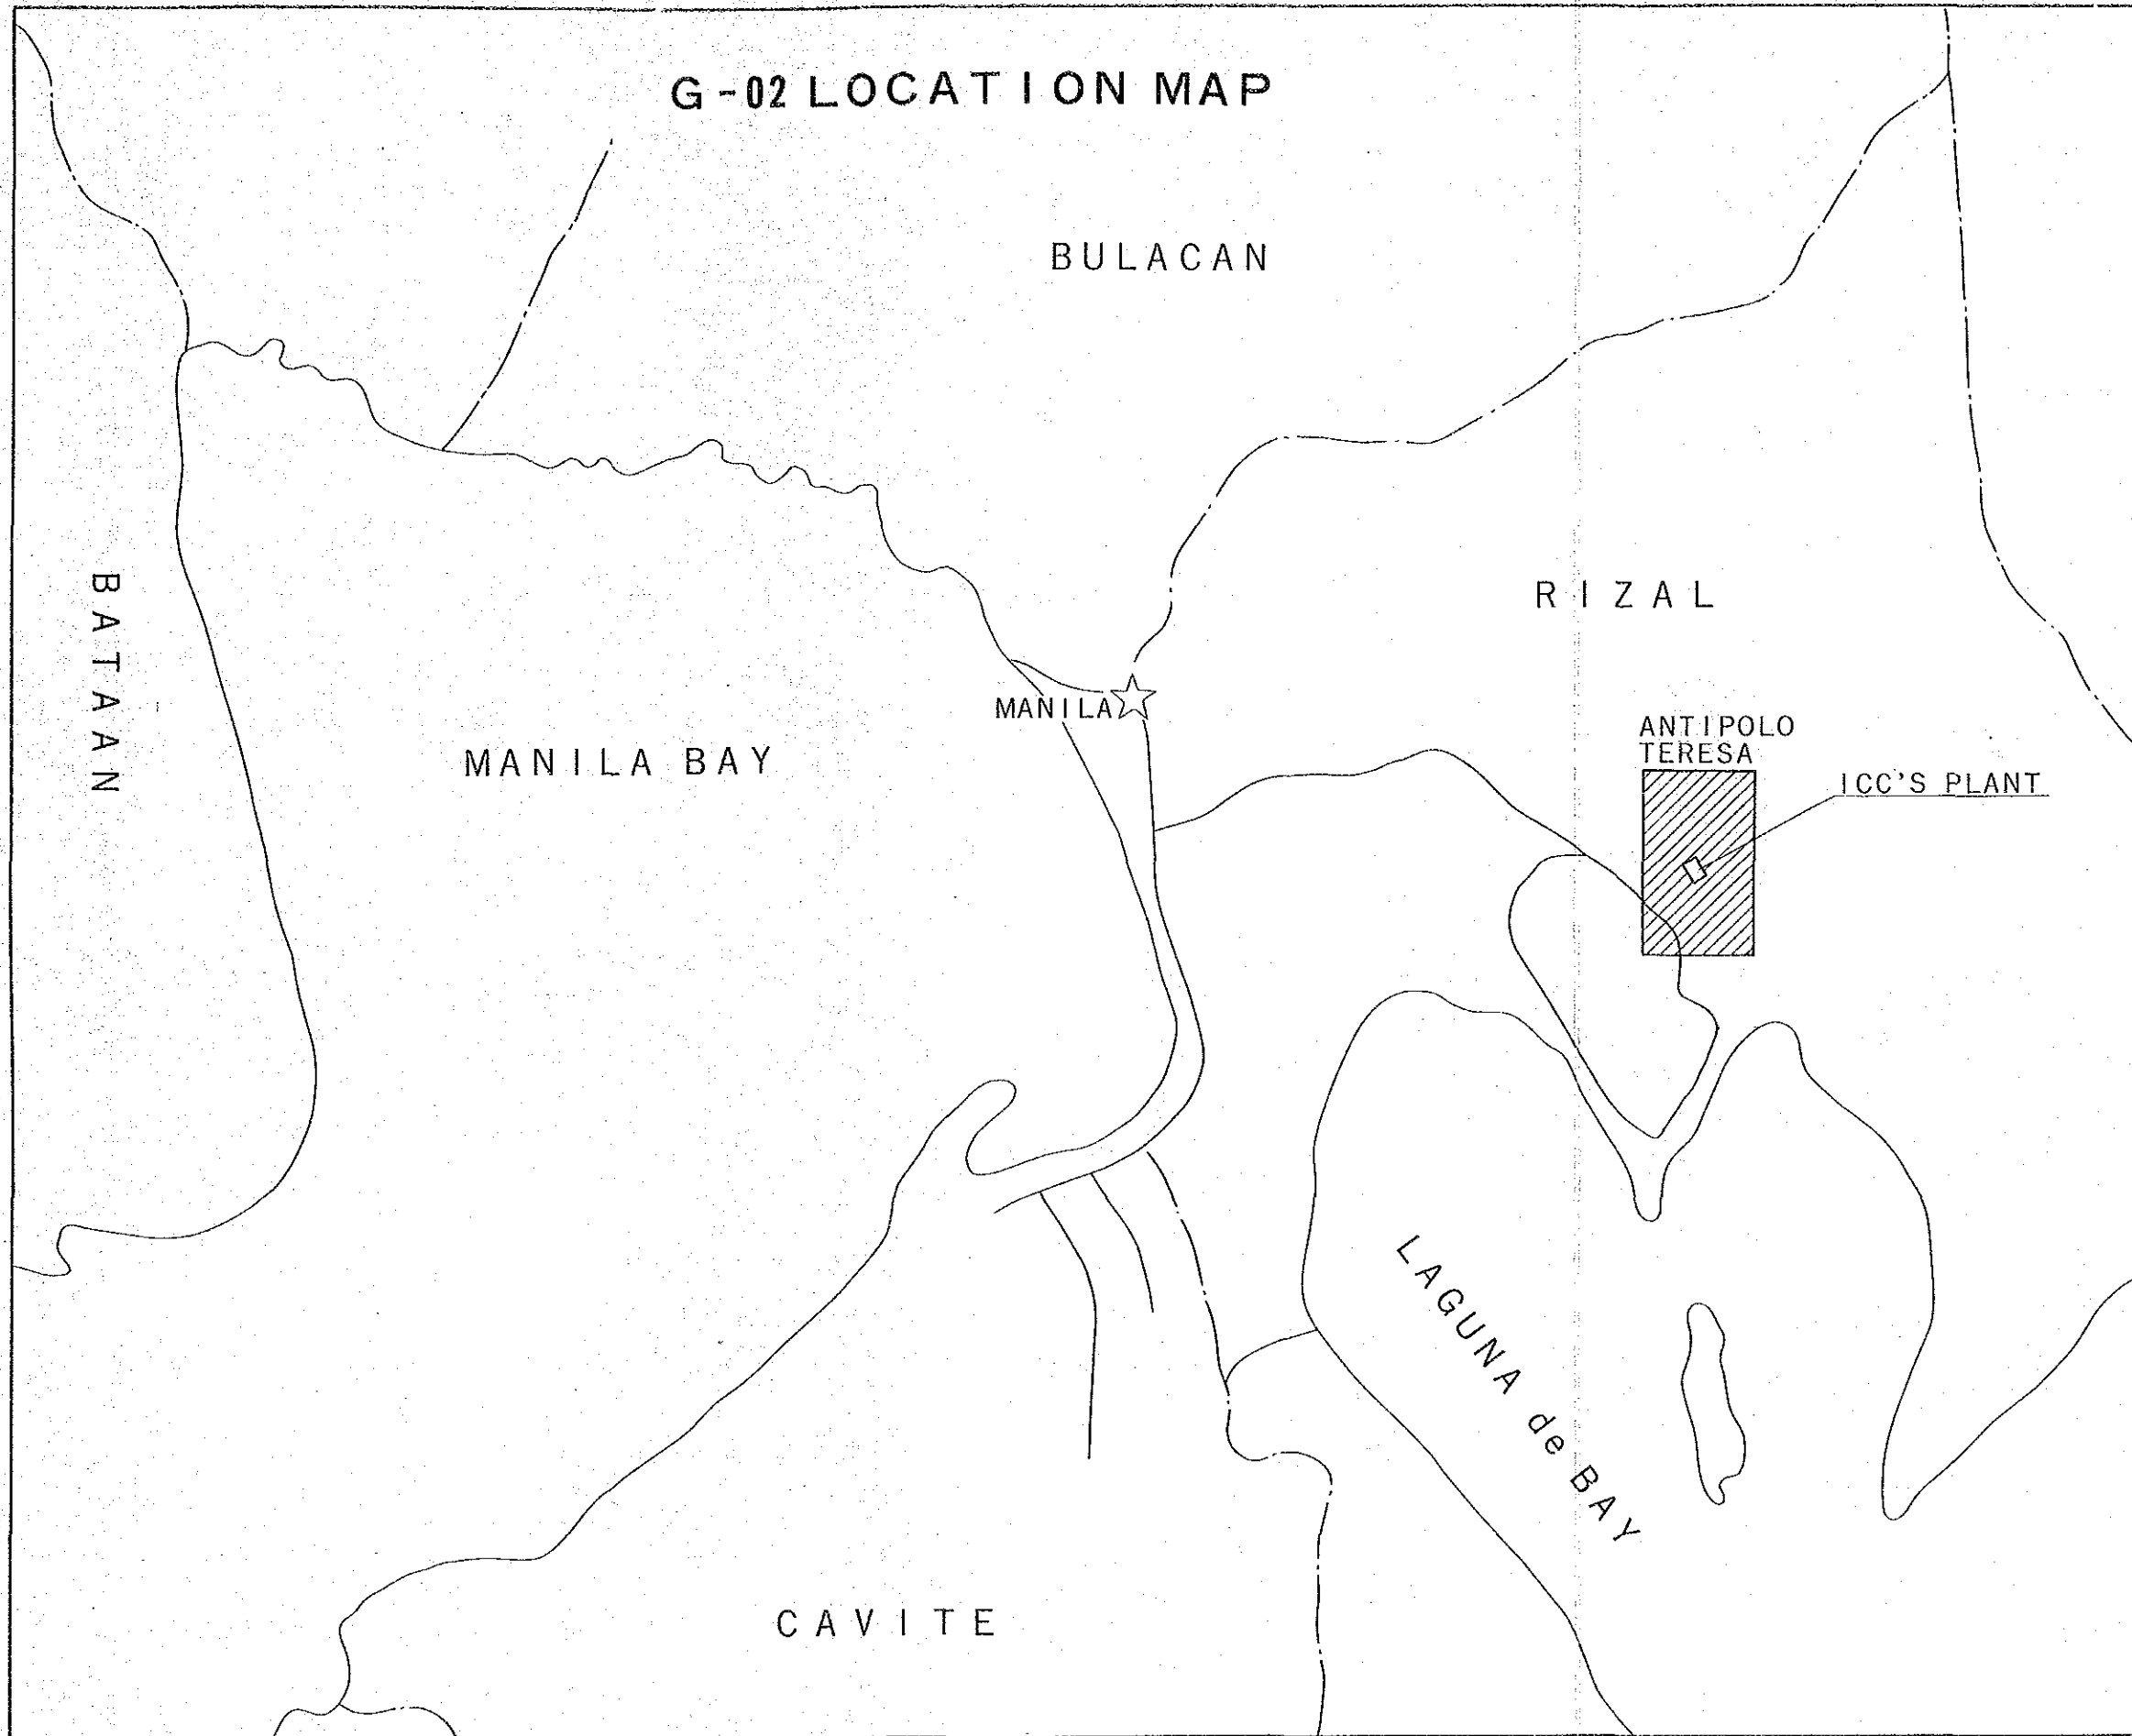 G-02 LOCATION MAP
BULACAN
BATAAN
RIZAL
MANILA
MANILA BAY
ANTIPOLO
TERESA
ICC'S PLANT
LAGUNA de BAY
CAVITE